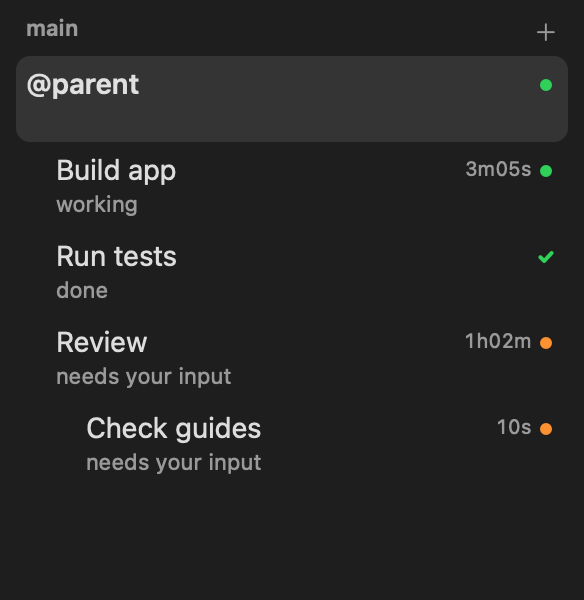 main
@parent
Build app 3m05s
working
Run tests
done
Review 1h02m
needs your input
Check guides 10s
needs your input